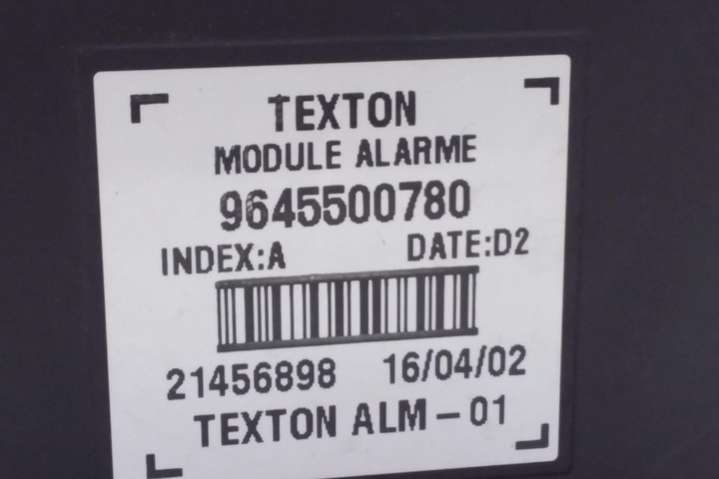 TEXTON
MODULE ALARME
9645500780
INDEX:A DATE:D2
21456898 16/04/02
TEXTON ALM-01